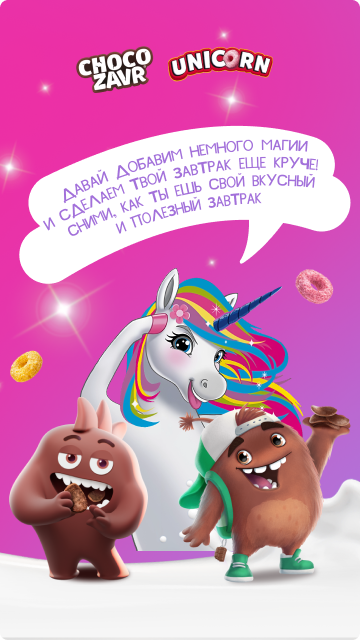 CHOCO
ZAVR
UNICORN
ДАВАЙ ДОБАВИМ НЕМНОГО МАГИИ
И СДЕЛАЕМ ТВОЙ ЗАВТРАК ЕЩЕ КРУЧЕ!
СНИМИ, КАК ТЫ ЕШЬ СВОЙ ВКУСНЫЙ
И ПОЛЕЗНЫЙ ЗАВТРАК